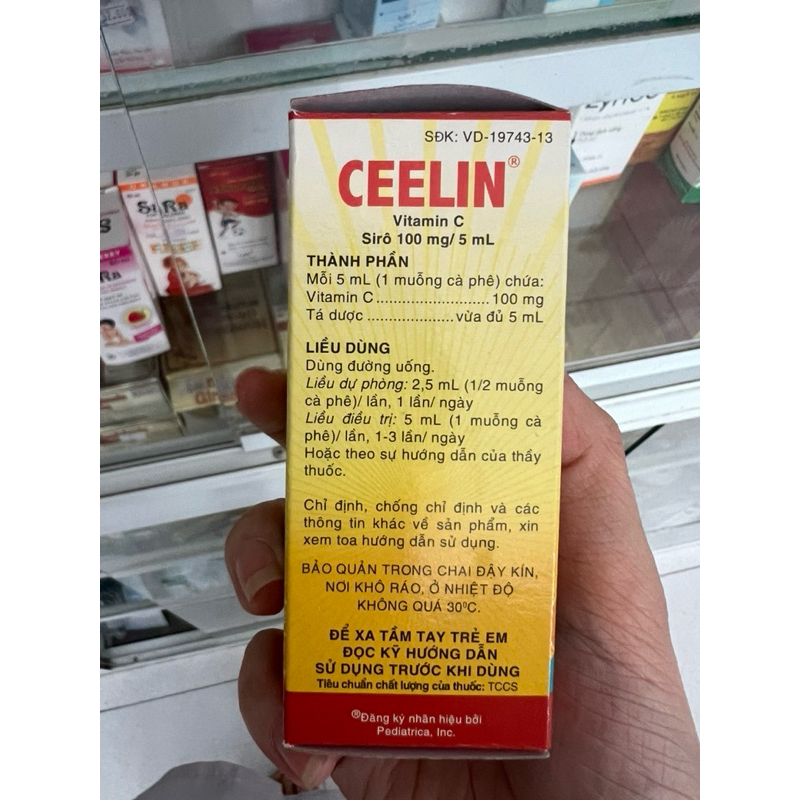 SĐK: VD-19743-13
CEELIN®
Vitamin C
Sirô 100 mg/ 5 mL
THÀNH PHẦN
Mỗi 5 mL (1 muỗng cà phê) chứa:
Vitamin C.........................100 mg
Tá dược...................vừa đủ 5 mL
LIỀU DÙNG
Dùng đường uống.
Liều dự phòng: 2,5 mL (1/2 muỗng
cà phê)/ lần, 1 lần/ ngày
Liều điều trị: 5 mL (1 muỗng cà
phê)/ lần, 1-3 lần/ ngày
Hoặc theo sự hướng dẫn của thầy
thuốc.
Chỉ định, chống chỉ định và các
thông tin khác về sản phẩm, xin
xem toa hướng dẫn sử dụng.
BẢO QUẢN TRONG CHAI ĐẬY KÍN,
NƠI KHÔ RÁO, Ở NHIỆT ĐỘ
KHÔNG QUÁ 30⁰C.
ĐỂ XA TẦM TAY TRẺ EM
ĐỌC KỸ HƯỚNG DẪN
SỬ DỤNG TRƯỚC KHI DÙNG
Tiêu chuẩn chất lượng của thuốc: TCCS
®Đăng ký nhãn hiệu bởi
Pediatrica, Inc.